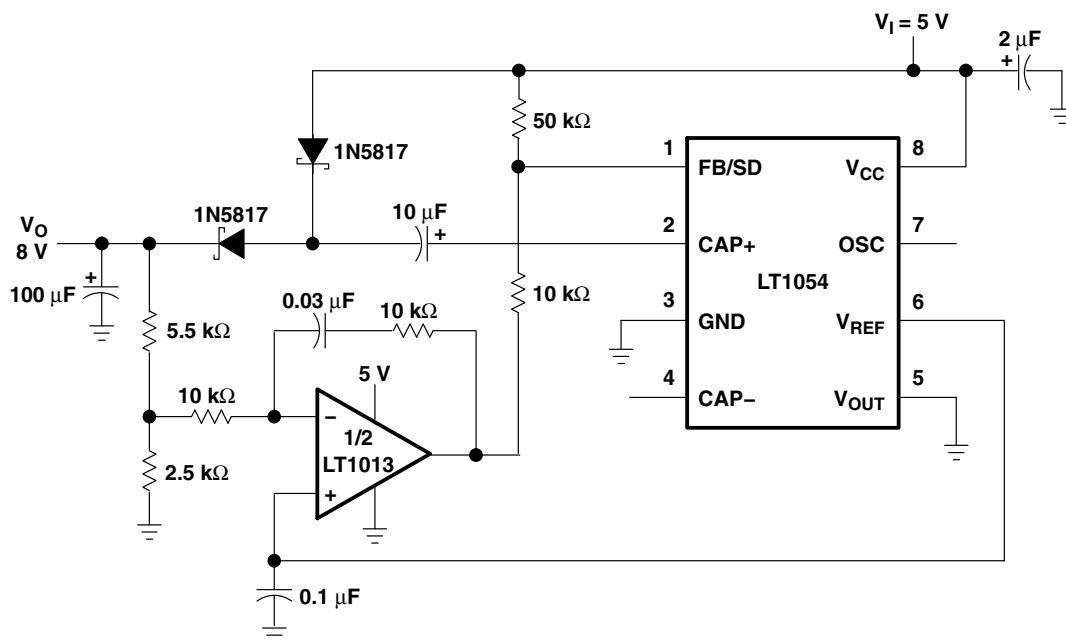 V_I = 5 V
2 μF
+
50 kΩ
1N5817
1
FB/SD
V_CC
8
1N5817
10 μF
+
2
CAP+
OSC
7
V_O
8 V
LT1054
+
100 μF
10 kΩ
0.03 μF
10 kΩ
3
GND
V_REF
6
5.5 kΩ
5 V
4
CAP−
V_OUT
5
10 kΩ
−
1/2
LT1013
+
2.5 kΩ
0.1 μF